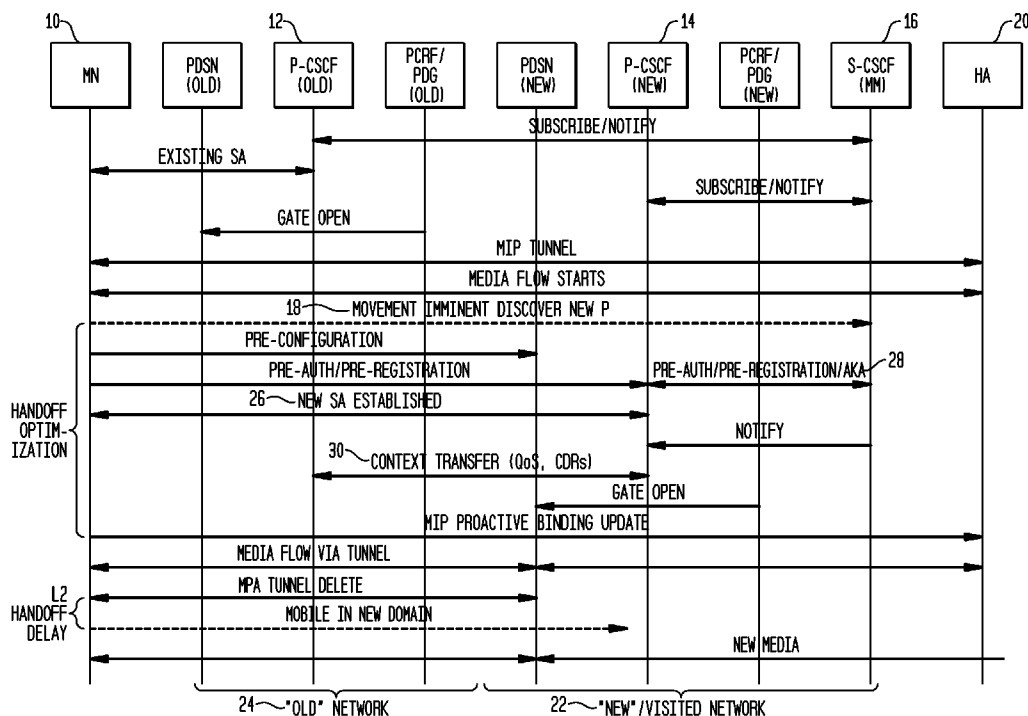 10
12
14
16
20
MN
PDSN
(OLD)
P-CSCF
(OLD)
PCRF/
PDG
(OLD)
PDSN
(NEW)
P-CSCF
(NEW)
PCRF/
PDG
(NEW)
S-CSCF
(MM)
HA
SUBSCRIBE/NOTIFY
EXISTING SA
SUBSCRIBE/NOTIFY
GATE OPEN
MIP TUNNEL
MEDIA FLOW STARTS
18 MOVEMENT IMMINENT DISCOVER NEW P
PRE-CONFIGURATION
PRE-AUTH/PRE-REGISTRATION
PRE-AUTH/PRE-REGISTRATION/AKA 28
26 NEW SA ESTABLISHED
HANDOFF
OPTIM-
IZATION
NOTIFY
30 CONTEXT TRANSFER (QoS, CDRs)
GATE OPEN
MIP PROACTIVE BINDING UPDATE
MEDIA FLOW VIA TUNNEL
MPA TUNNEL DELETE
L2
HANDOFF
DELAY
MOBILE IN NEW DOMAIN
NEW MEDIA
24 "OLD" NETWORK
22 "NEW"/VISITED NETWORK